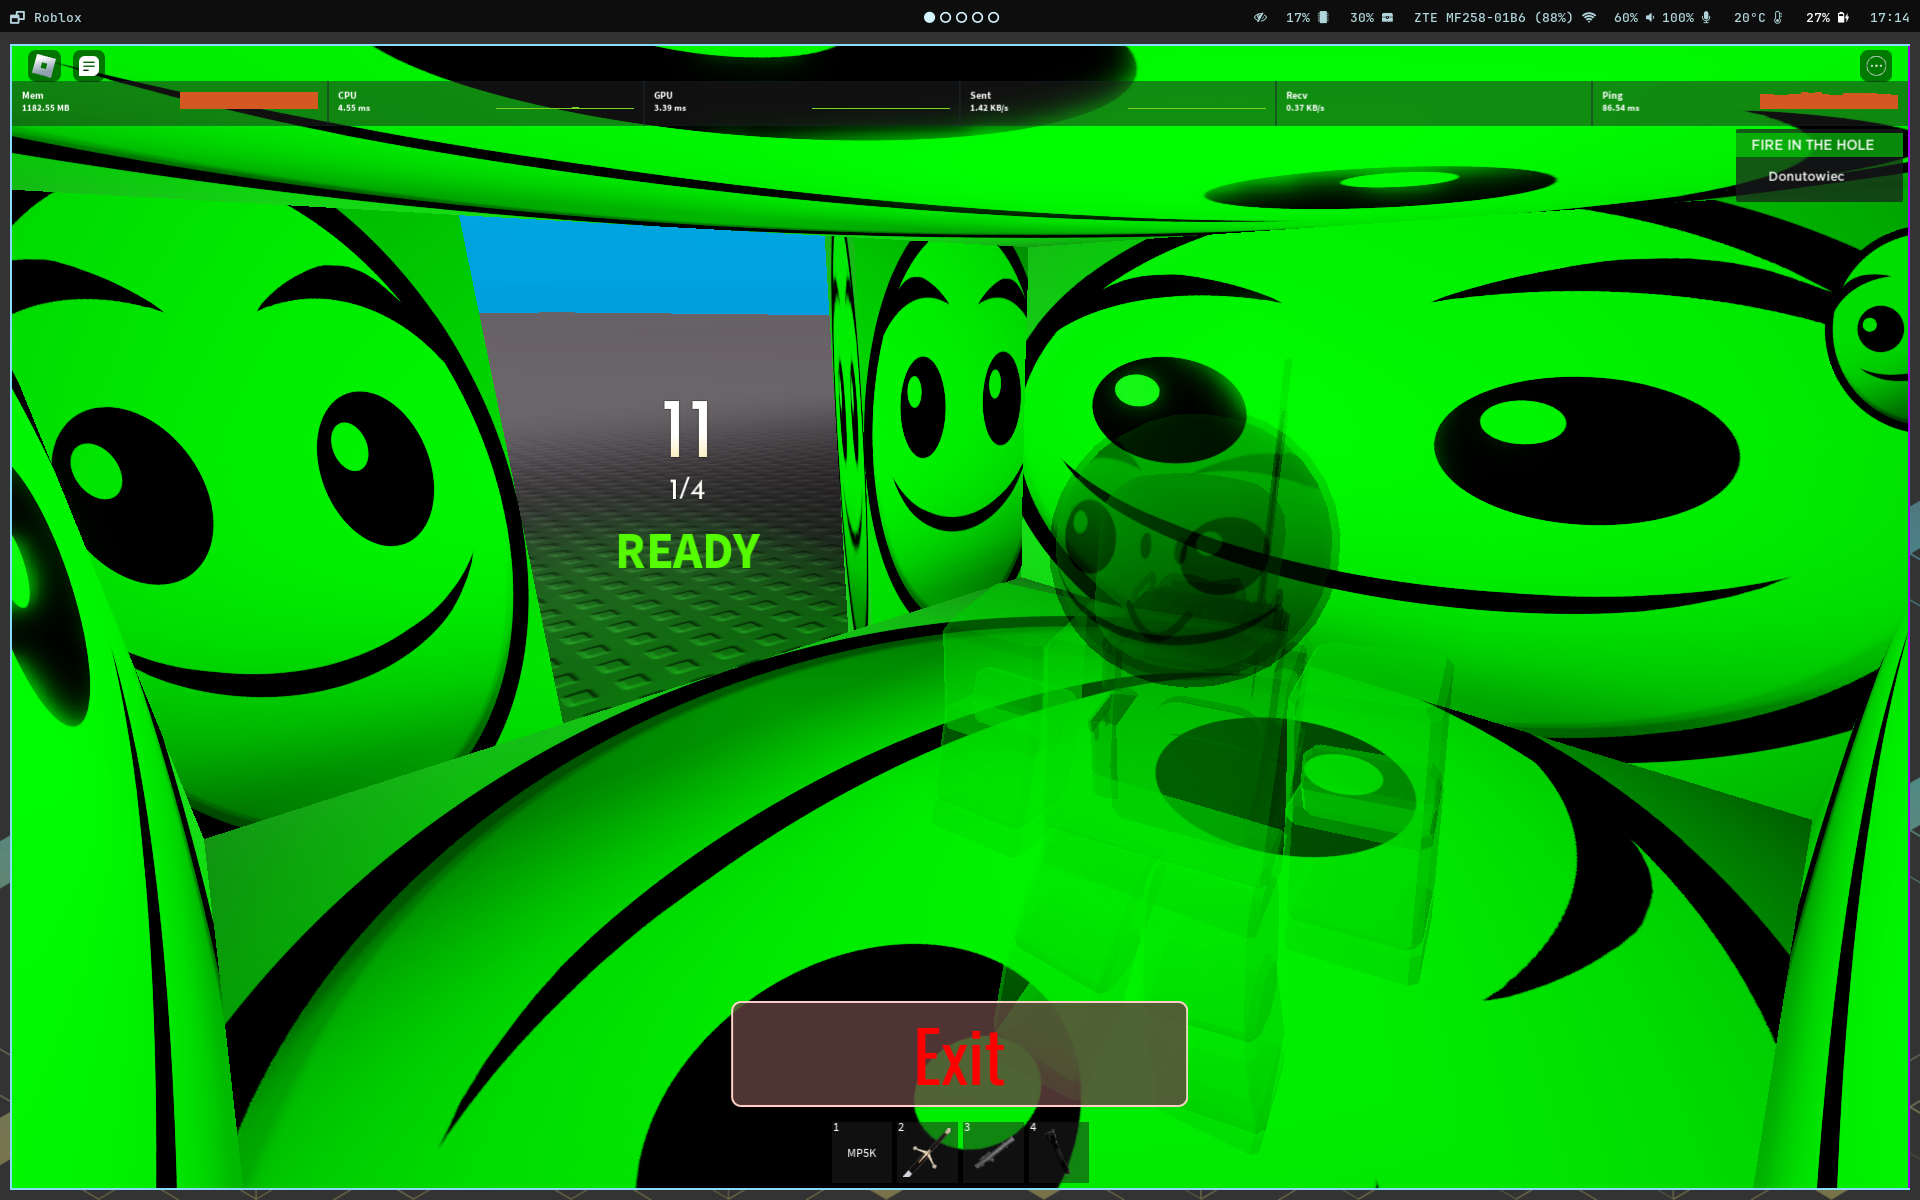 Roblox
17%
30%
ZTE MF258-01B6 (88%)
60%
100%
20°C
27%
17:14
Mem
1182.55 MB
CPU
4.55 ms
GPU
3.39 ms
Sent
1.42 KB/s
Recv
0.37 KB/s
Ping
86.54 ms
FIRE IN THE HOLE
Donutowiec
11
1/4
READY
Exit
1
MP5K
2
3
4